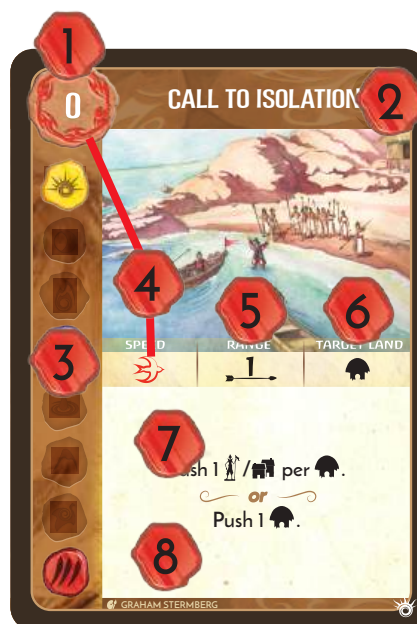 1
0
CALL TO ISOLATION
2
4
5
6
SPEED
RANGE
TARGET LAND
3
1
7
1 / per .
or
Push 1 .
8
GRAHAM STERMBERG